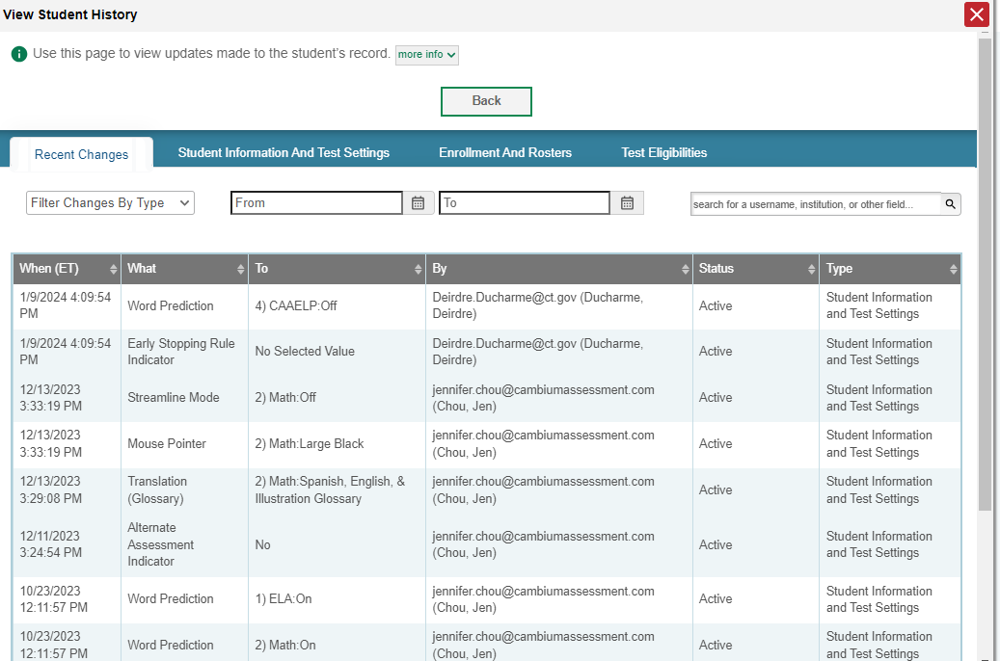 View Student History
Use this page to view updates made to the student's record. more info
Back
Recent Changes Student Information And Test Settings Enrollment And Rosters Test Eligibilities
Filter Changes By Type From To search for a username, institution, or other field...
When (ET) What To By Status Type
1/9/2024 4:09:54 PM Word Prediction 4) CAAELP:Off Deirdre.Ducharme@ct.gov (Ducharme, Deirdre) Active Student Information and Test Settings
1/9/2024 4:09:54 PM Early Stopping Rule Indicator No Selected Value Deirdre.Ducharme@ct.gov (Ducharme, Deirdre) Active Student Information and Test Settings
12/13/2023 3:33:19 PM Streamline Mode 2) Math:Off jennifer.chou@cambiumassessment.com (Chou, Jen) Active Student Information and Test Settings
12/13/2023 3:33:19 PM Mouse Pointer 2) Math:Large Black jennifer.chou@cambiumassessment.com (Chou, Jen) Active Student Information and Test Settings
12/13/2023 3:29:08 PM Translation (Glossary) 2) Math:Spanish, English, & Illustration Glossary jennifer.chou@cambiumassessment.com (Chou, Jen) Active Student Information and Test Settings
12/11/2023 3:24:54 PM Alternate Assessment Indicator No jennifer.chou@cambiumassessment.com (Chou, Jen) Active Student Information and Test Settings
10/23/2023 12:11:57 PM Word Prediction 1) ELA:On jennifer.chou@cambiumassessment.com (Chou, Jen) Active Student Information and Test Settings
10/23/2023 12:11:57 PM Word Prediction 2) Math:On jennifer.chou@cambiumassessment.com (Chou, Jen) Active Student Information and Test Settings